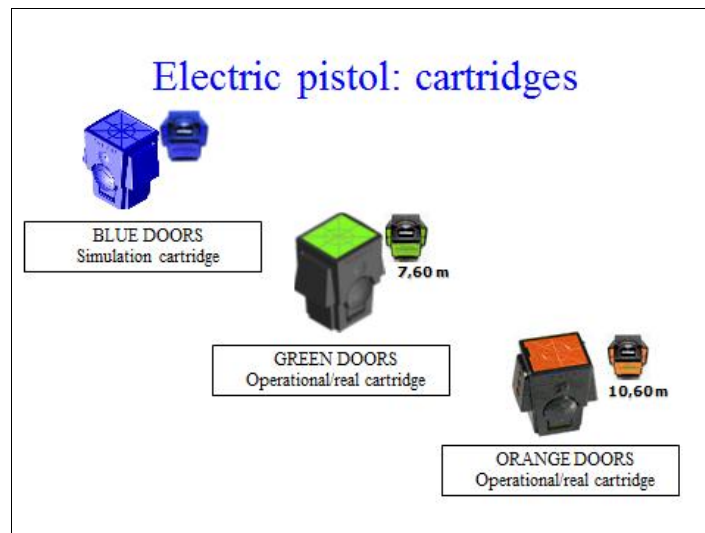 Electric pistol: cartridges
BLUE DOORS
Simulation cartridge
7,60 m
GREEN DOORS
Operational/real cartridge
10,60 m
ORANGE DOORS
Operational/real cartridge